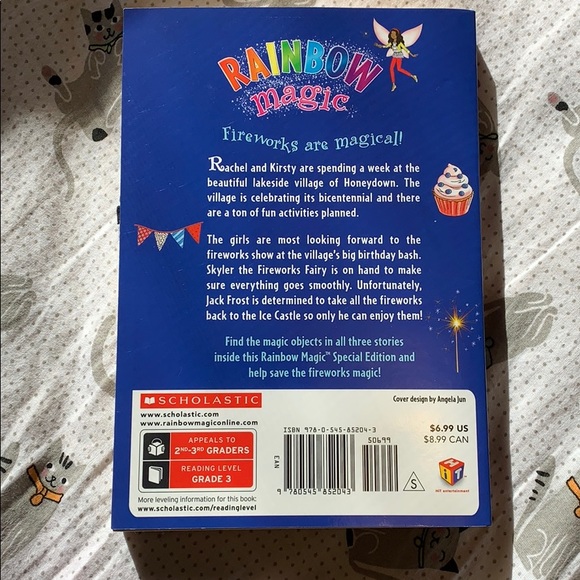 RAINBOW
magic
Fireworks are magical!
Rachel and Kirsty are spending a week at the
beautiful lakeside village of Honeydown. The
village is celebrating its bicentennial and there
are a ton of fun activities planned.
The girls are most looking forward to the
fireworks show at the village's big birthday bash.
Skyler the Fireworks Fairy is on hand to make
sure everything goes smoothly. Unfortunately,
Jack Frost is determined to take all the fireworks
back to the Ice Castle so only he can enjoy them!
Find the magic objects in all three stories
inside this Rainbow Magic™ Special Edition and
help save the fireworks magic!
SCHOLASTIC
www.scholastic.com
www.rainbowmagiconline.com
APPEALS TO
2ND-3RD GRADERS
READING LEVEL
GRADE 3
More leveling information for this book:
www.scholastic.com/readinglevel
Cover design by Angela Jun
ISBN 978-0-545-85204-3
50699
EAN
9 780545 852043
S
$6.99 US
$8.99 CAN
HiT
HIT entertainment